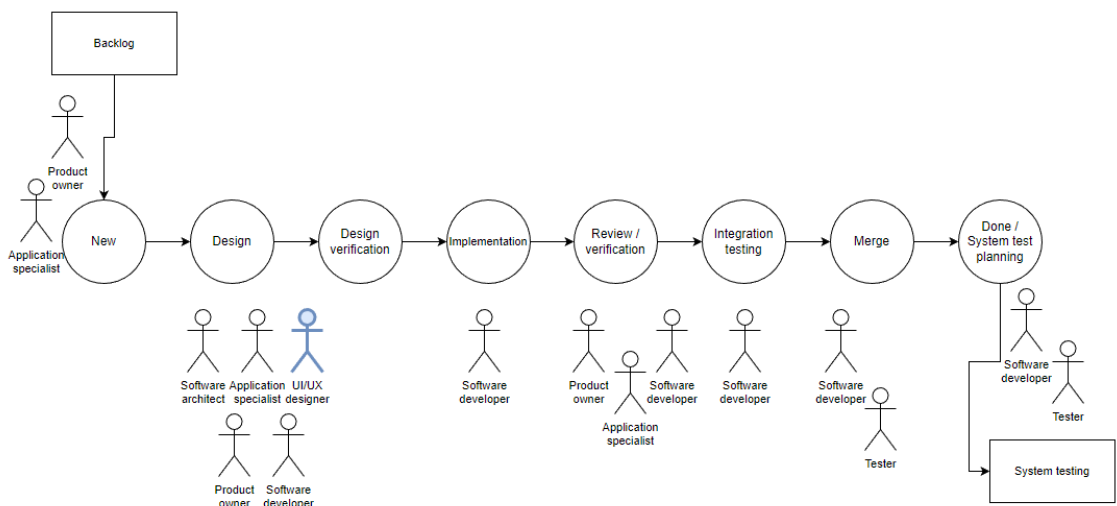 Backlog
Product
owner
Application
specialist
New
Design
Design
verification
Implementation
Review /
verification
Integration
testing
Merge
Done /
System test
planning
Software
architect
Application
specialist
UI/UX
designer
Product
owner
Software
developer
Software
developer
Product
owner
Application
specialist
Software
developer
Software
developer
Software
developer
Tester
Software
developer
Tester
System testing